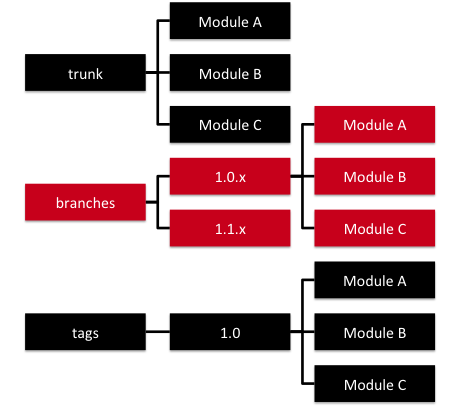 Module A
trunk
Module B
Module C
Module A
1.0.x
Module B
branches
1.1.x
Module C
Module A
tags
1.0
Module B
Module C